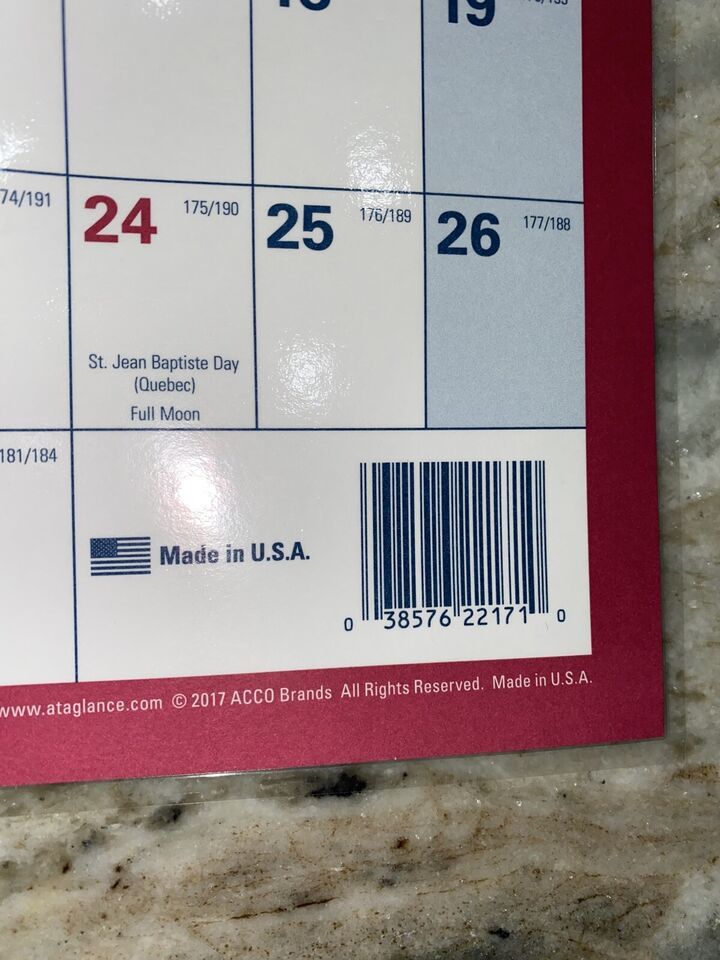 19
74/191
24 175/190
25 176/189
26 177/188
St. Jean Baptiste Day
(Quebec)
Full Moon
181/184
Made in U.S.A.
0 38576 22171 0
www.ataglance.com © 2017 ACCO Brands All Rights Reserved. Made in U.S.A.